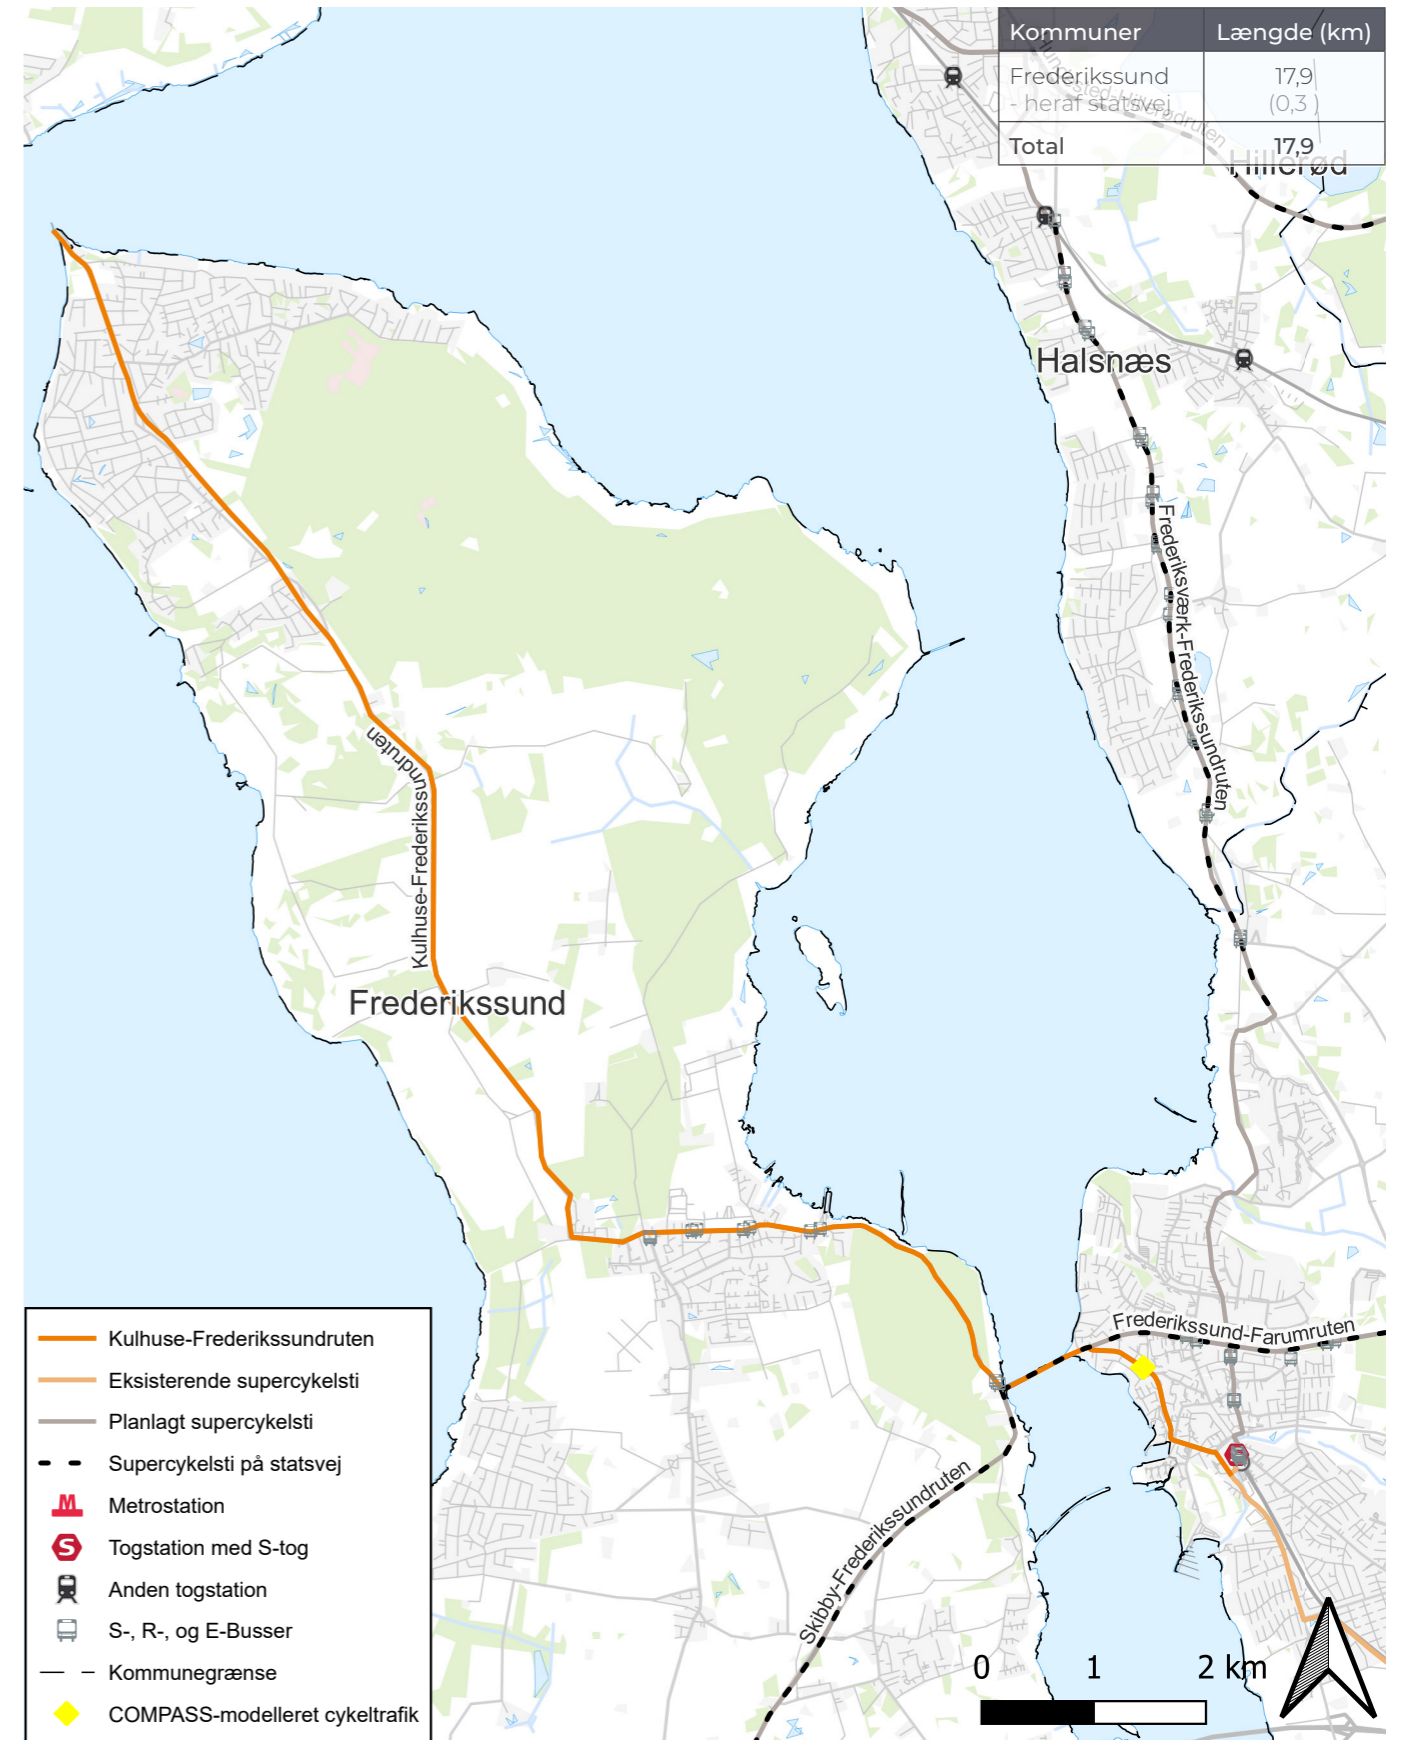 Kommuner Længde (km)
Frederikssund 17,9
- heraf statsvej (0,3 )
Total 17,9
Hundested-Hillerødruten
Hillerød
Halsnæs
Frederiksværk-Frederikssundruten
Kulhuse-Frederikssundruten
Frederikssund
Frederikssund-Farumruten
Skibby-Frederikssundruten
Kulhuse-Frederikssundruten
Eksisterende supercykelsti
Planlagt supercykelsti
Supercykelsti på statsvej
M Metrostation
S Togstation med S-tog
Anden togstation
S-, R-, og E-Busser
Kommunegrænse
COMPASS-modelleret cykeltrafik
0 1 2 km